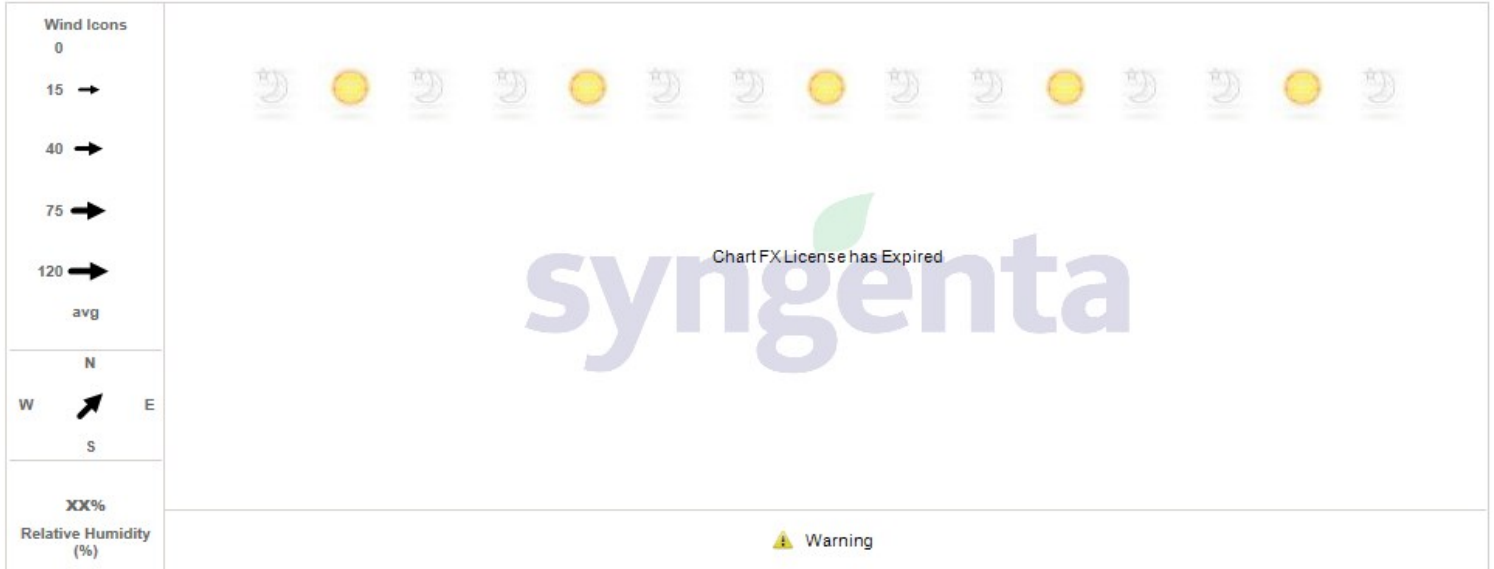 Wind Icons
0
15
40
75
120
avg
N
W E
S
XX%
Relative Humidity
(%)
syngenta
Chart FX License has Expired
Warning